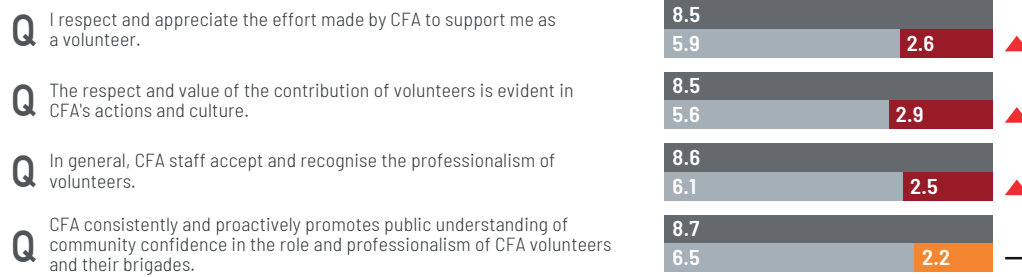 Q I respect and appreciate the effort made by CFA to support me as
a volunteer.
8.5
5.9 2.6
Q The respect and value of the contribution of volunteers is evident in
CFA's actions and culture.
8.5
5.6 2.9
Q In general, CFA staff accept and recognise the professionalism of
volunteers.
8.6
6.1 2.5
Q CFA consistently and proactively promotes public understanding of
community confidence in the role and professionalism of CFA volunteers
and their brigades.
8.7
6.5 2.2